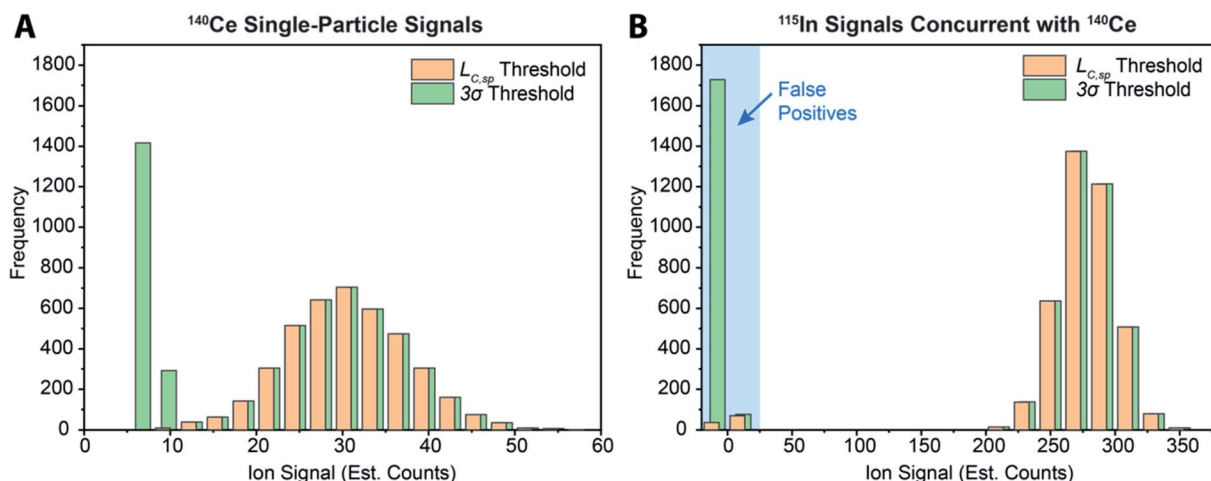 A
¹⁴⁰Ce Single-Particle Signals
1800
1600
1400
1200
1000
800
600
400
200
0
Frequency
L_C,sp Threshold
3σ Threshold
0 10 20 30 40 50 60
Ion Signal (Est. Counts)
B
¹¹⁵In Signals Concurrent with ¹⁴⁰Ce
1800
1600
1400
1200
1000
800
600
400
200
0
Frequency
False
Positives
L_C,sp Threshold
3σ Threshold
0 50 75 100 150 200 250 300 350
Ion Signal (Est. Counts)